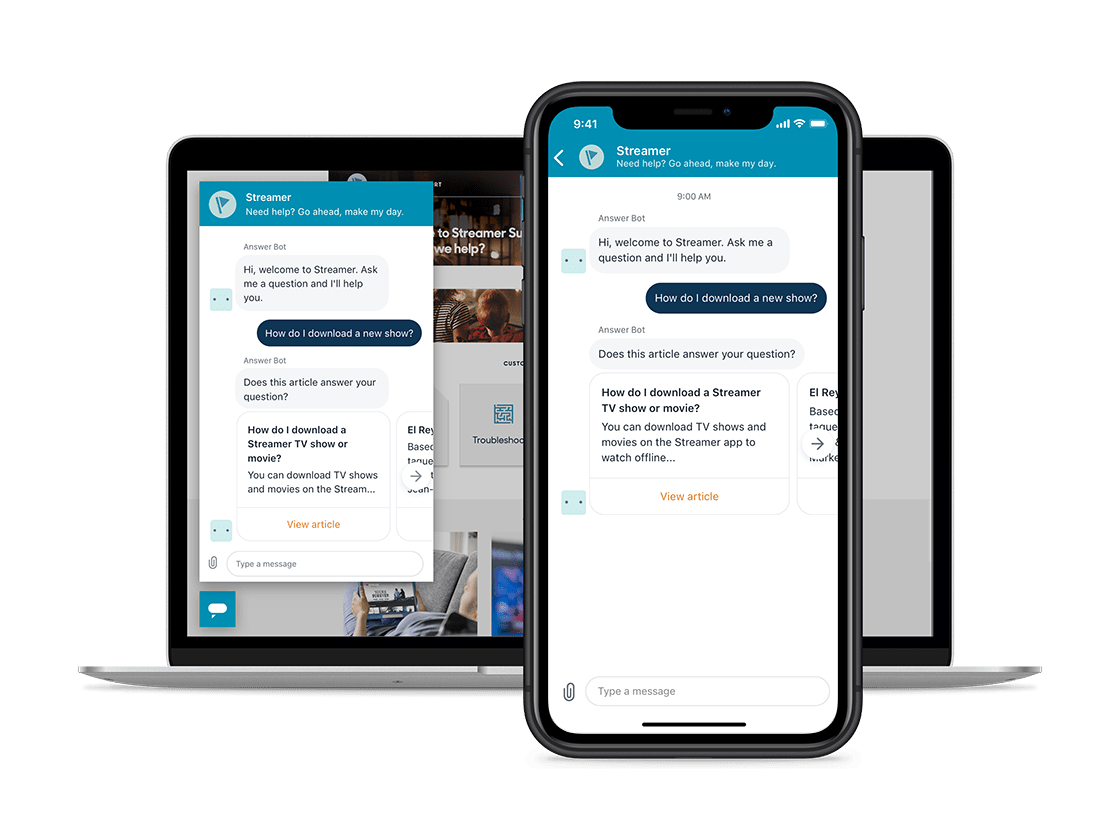 Streamer
Need help? Go ahead, make my day.
Answer Bot
Hi, welcome to Streamer. Ask
me a question and I'll help
you.
How do I download a new show?
Answer Bot
Does this article answer your
question?
How do I download a
Streamer TV show or
movie?
You can download TV shows
and movies on the Stream...
View article
El Rey
Basec
taque
Jean-
Type a message
to Streamer Su
we help?
CUSTO
Troubleshoo
9:41
Streamer
Need help? Go ahead, make my day.
9:00 AM
Answer Bot
Hi, welcome to Streamer. Ask me a
question and I'll help you.
How do I download a new show?
Answer Bot
Does this article answer your question?
How do I download a Streamer
TV show or movie?
You can download TV shows and
movies on the Streamer app to
watch offline...
View article
El Rey
Basec
taque
&
Marke
Type a message